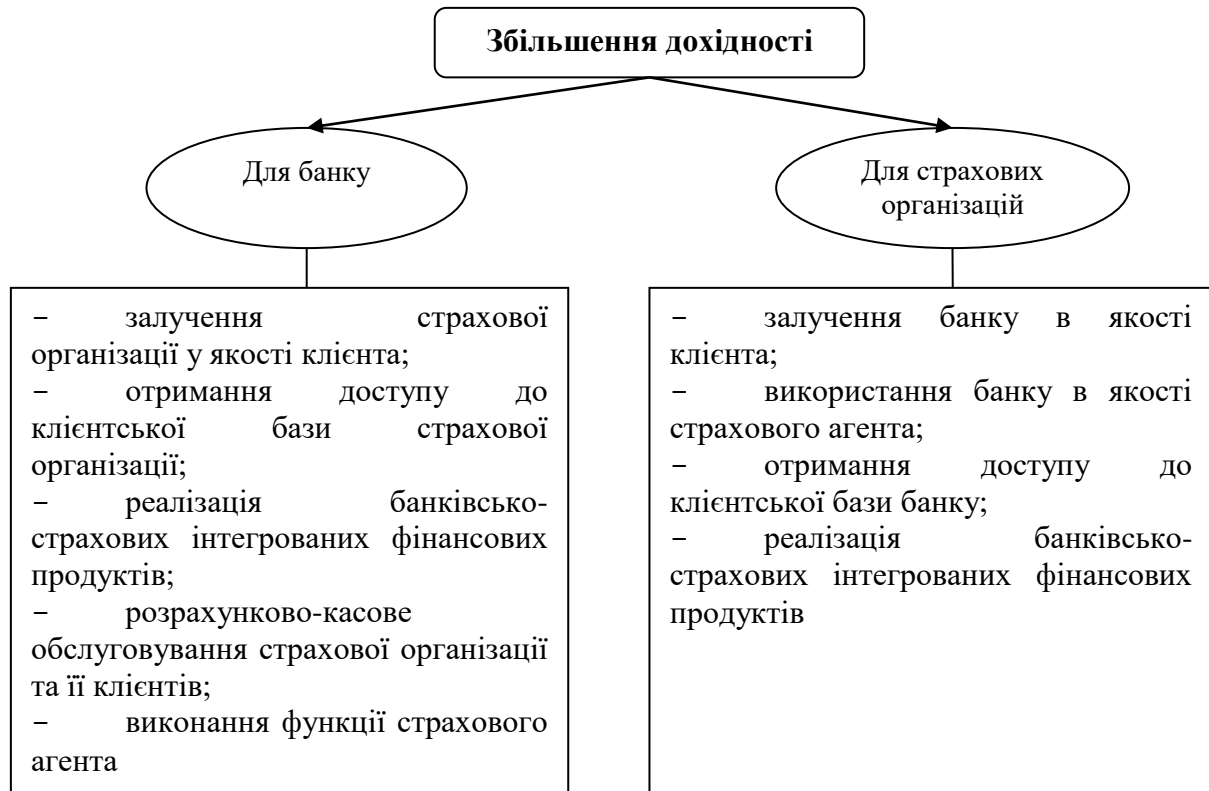 Збільшення дохідності
Для банку
Для страхових
організацій
− залучення страхової
організації у якості клієнта;
− отримання доступу до
клієнтської бази страхової
організації;
− реалізація банківсько-
страхових інтегрованих фінансових
продуктів;
− розрахунково-касове
обслуговування страхової організації
та її клієнтів;
− виконання функції страхового
агента
− залучення банку в якості
клієнта;
− використання банку в якості
страхового агента;
− отримання доступу до
клієнтської бази банку;
− реалізація банківсько-
страхових інтегрованих фінансових
продуктів